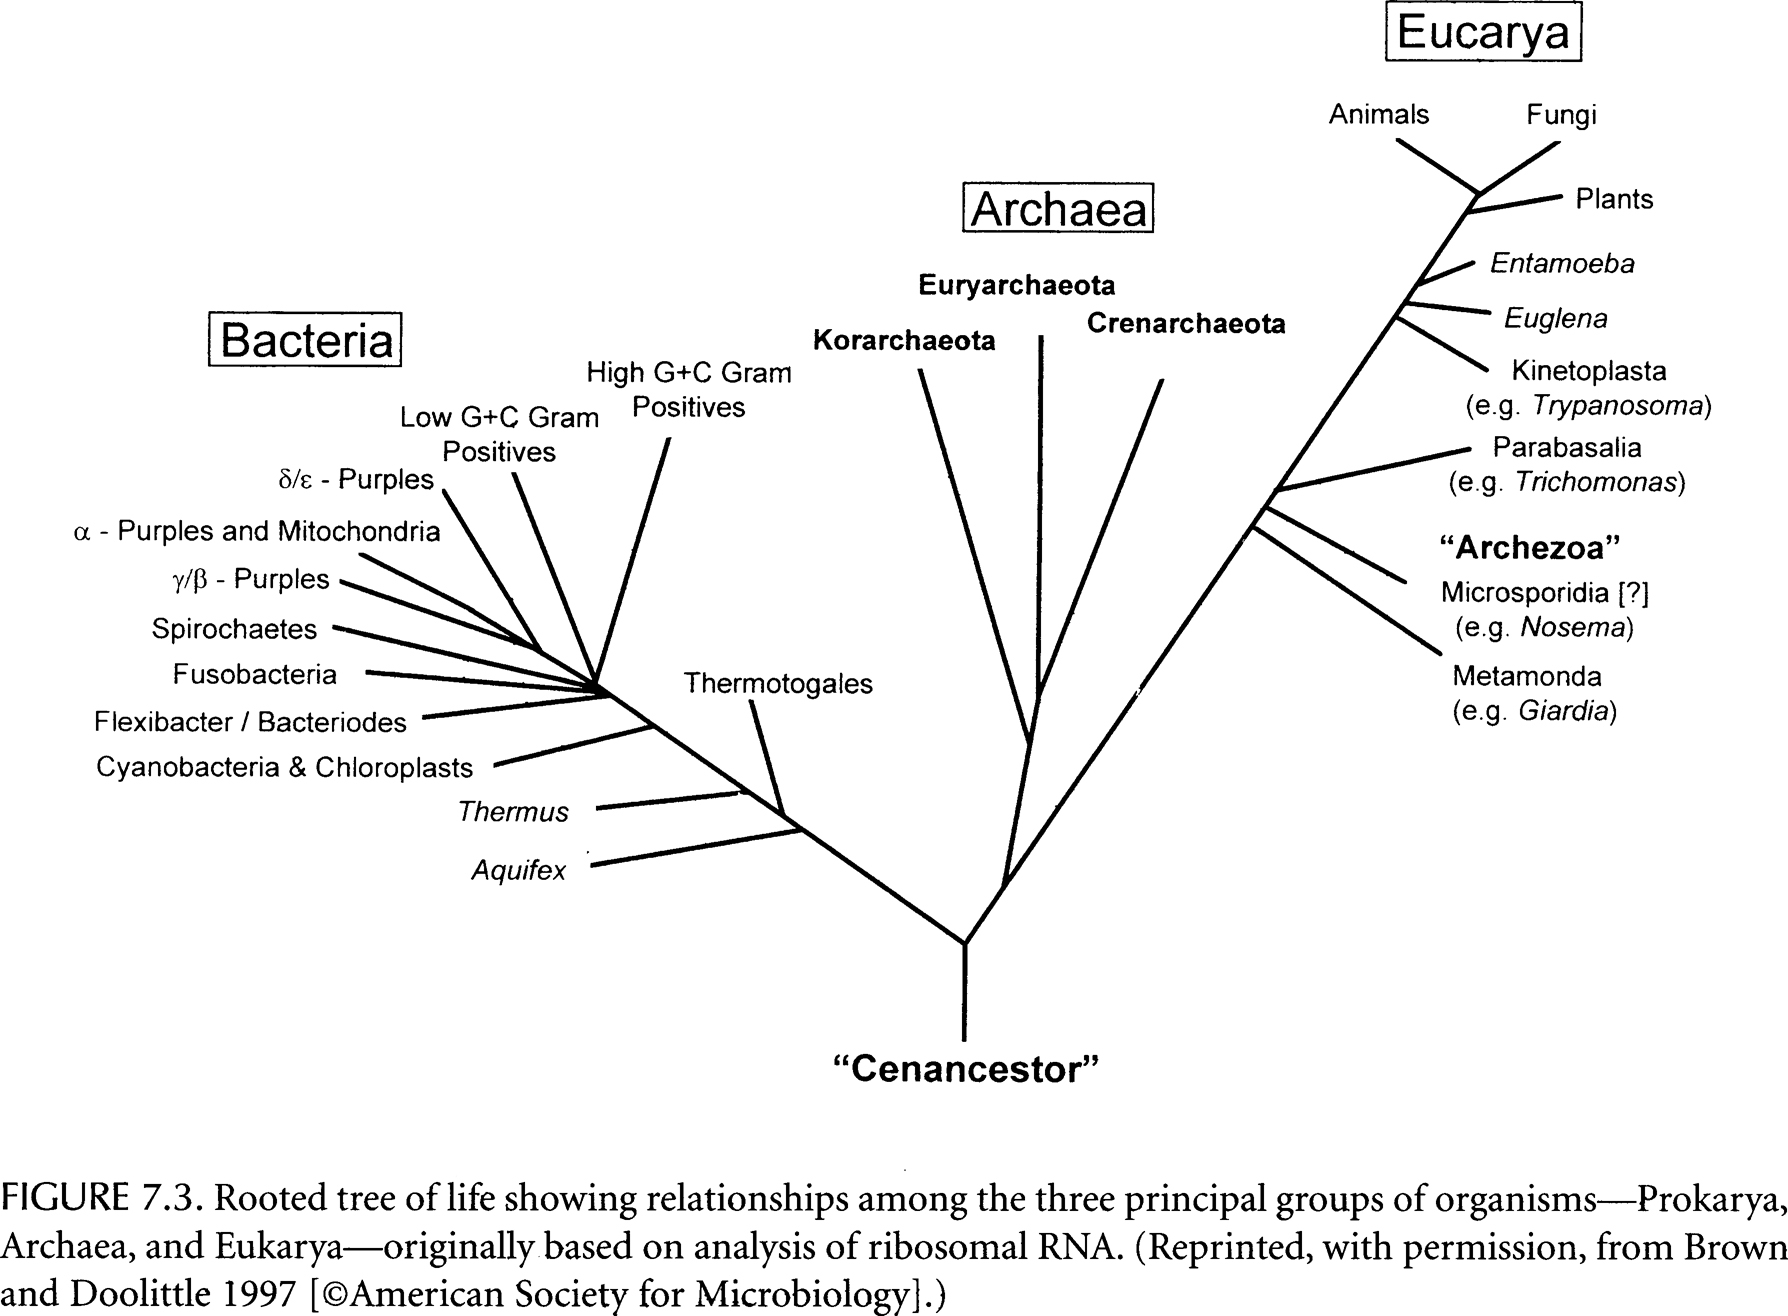 Eucarya
Animals
Fungi
Plants
Archaea
Entamoeba
Euryarchaeota
Euglena
Crenarchaeota
Korarchaeota
Kinetoplasta
(e.g. Trypanosoma)
Bacteria
High G+C Gram
Positives
Low G+C Gram
Positives
Parabasalia
(e.g. Trichomonas)
δ/ε - Purples
α - Purples and Mitochondria
“Archezoa”
γ/β - Purples
Microsporidia [?]
(e.g. Nosema)
Spirochaetes
Fusobacteria
Thermotogales
Metamonda
(e.g. Giardia)
Flexibacter / Bacteriodes
Cyanobacteria & Chloroplasts
Thermus
Aquifex
“Cenancestor”
FIGURE 7.3. Rooted tree of life showing relationships among the three principal groups of organisms—Prokarya,
Archaea, and Eukarya—originally based on analysis of ribosomal RNA. (Reprinted, with permission, from Brown
and Doolittle 1997 [©American Society for Microbiology].)